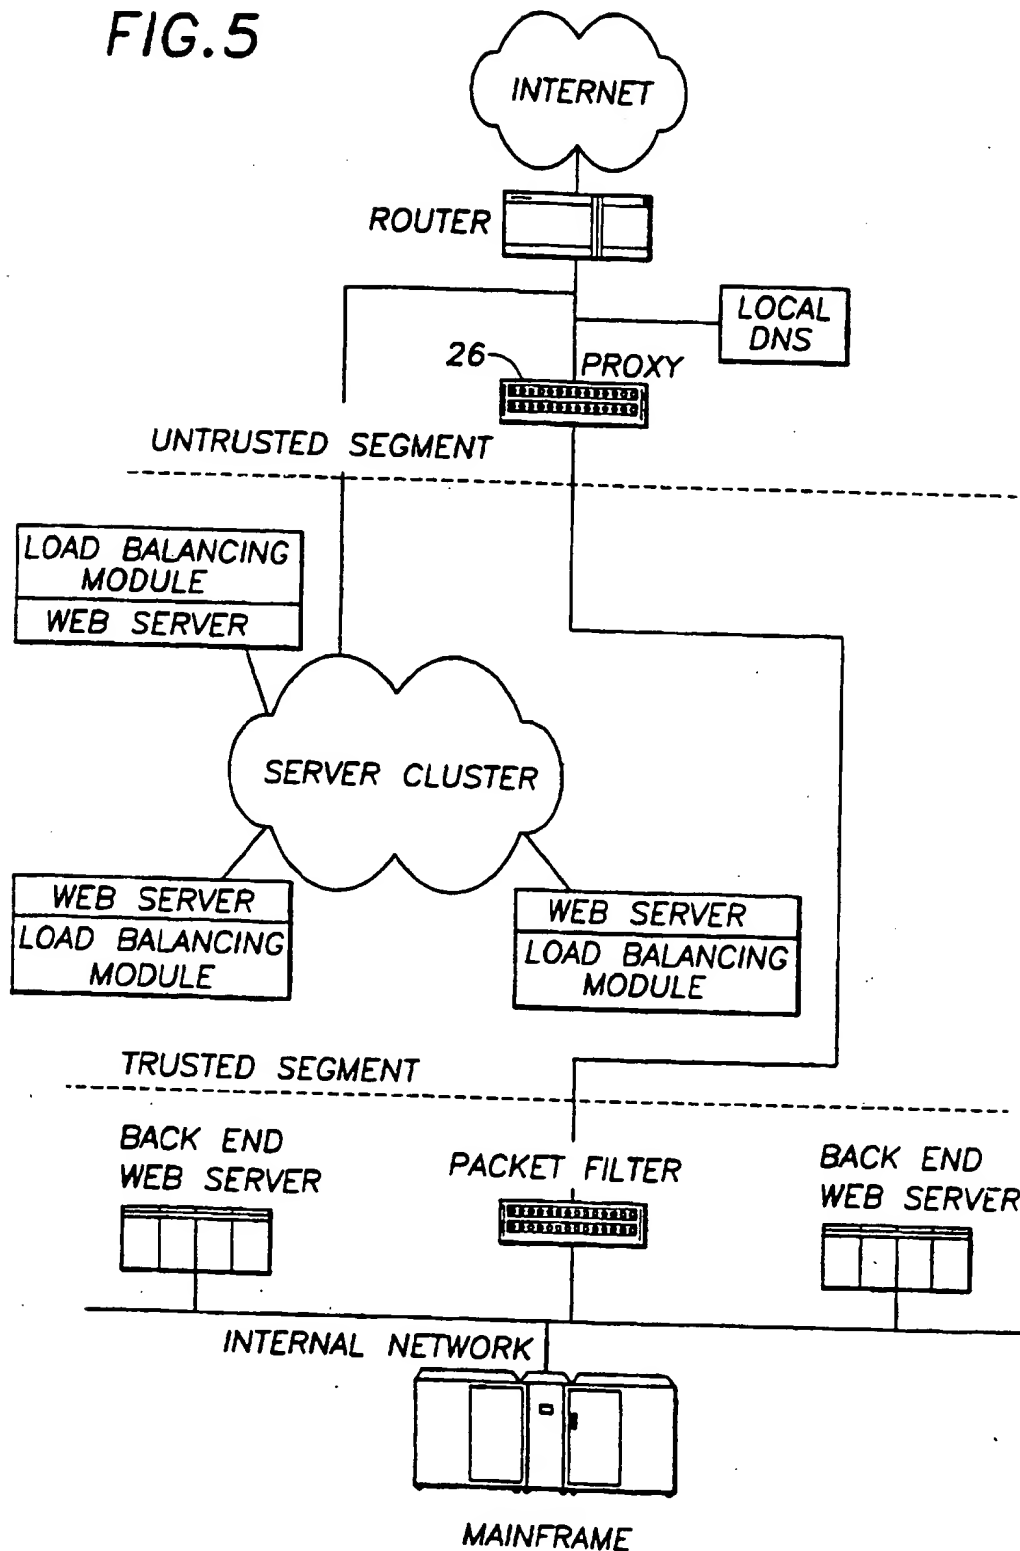 FIG.5
INTERNET
ROUTER
LOCAL
DNS
26
PROXY
UNTRUSTED SEGMENT
LOAD BALANCING
MODULE
WEB SERVER
SERVER CLUSTER
WEB SERVER
LOAD BALANCING
MODULE
WEB SERVER
LOAD BALANCING
MODULE
TRUSTED SEGMENT
BACK END
WEB SERVER
PACKET FILTER
BACK END
WEB SERVER
INTERNAL NETWORK
MAINFRAME